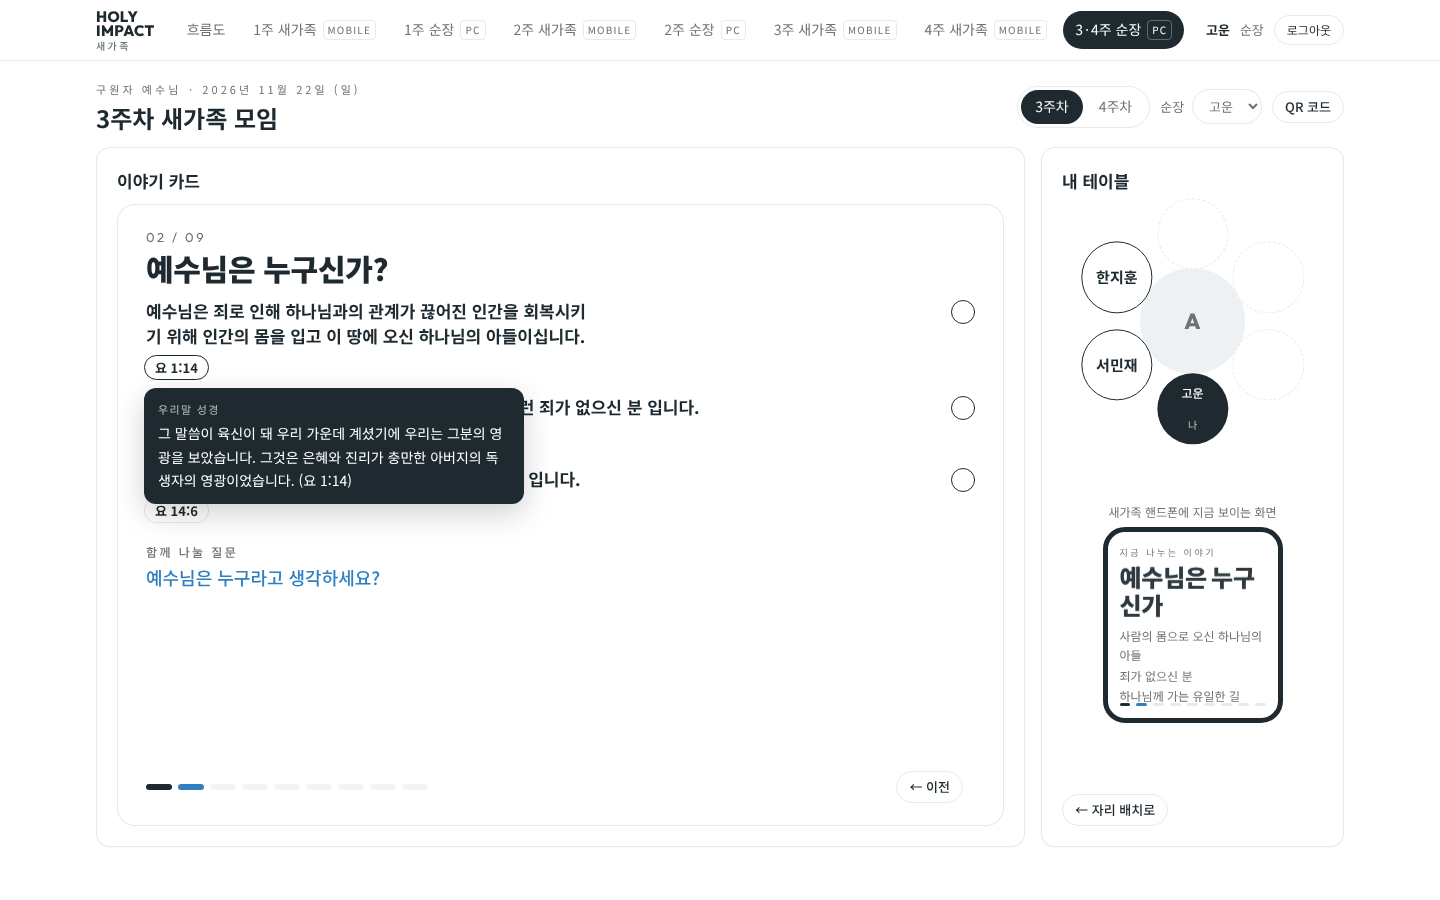 HOLY
IMPACT
새가족
흐름도
1주 새가족 MOBILE
1주 순장 PC
2주 새가족 MOBILE
2주 순장 PC
3주 새가족 MOBILE
4주 새가족 MOBILE
3·4주 순장 PC
고운 순장
로그아웃
구원자 예수님 · 2026년 11월 22일 (일)
3주차 새가족 모임
3주차
4주차
순장
고운
QR 코드
이야기 카드
02 / 09
예수님은 누구신가?
예수님은 죄로 인해 하나님과의 관계가 끊어진 인간을 회복시키
기 위해 인간의 몸을 입고 이 땅에 오신 하나님의 아들이십니다.
요 1:14
우리말 성경
그 말씀이 육신이 돼 우리 가운데 계셨기에 우리는 그분의 영
광을 보았습니다. 그것은 은혜와 진리가 충만한 아버지의 독
생자의 영광이었습니다. (요 1:14)
죄가 없으신 분 입니다.
입니다.
요 14:6
함께 나눌 질문
예수님은 누구라고 생각하세요?
← 이전
내 테이블
한지훈
A
서민재
고운
나
새가족 핸드폰에 지금 보이는 화면
지금 나누는 이야기
예수님은 누구
신가
사람의 몸으로 오신 하나님의
아들
죄가 없으신 분
하나님께 가는 유일한 길
← 자리 배치로